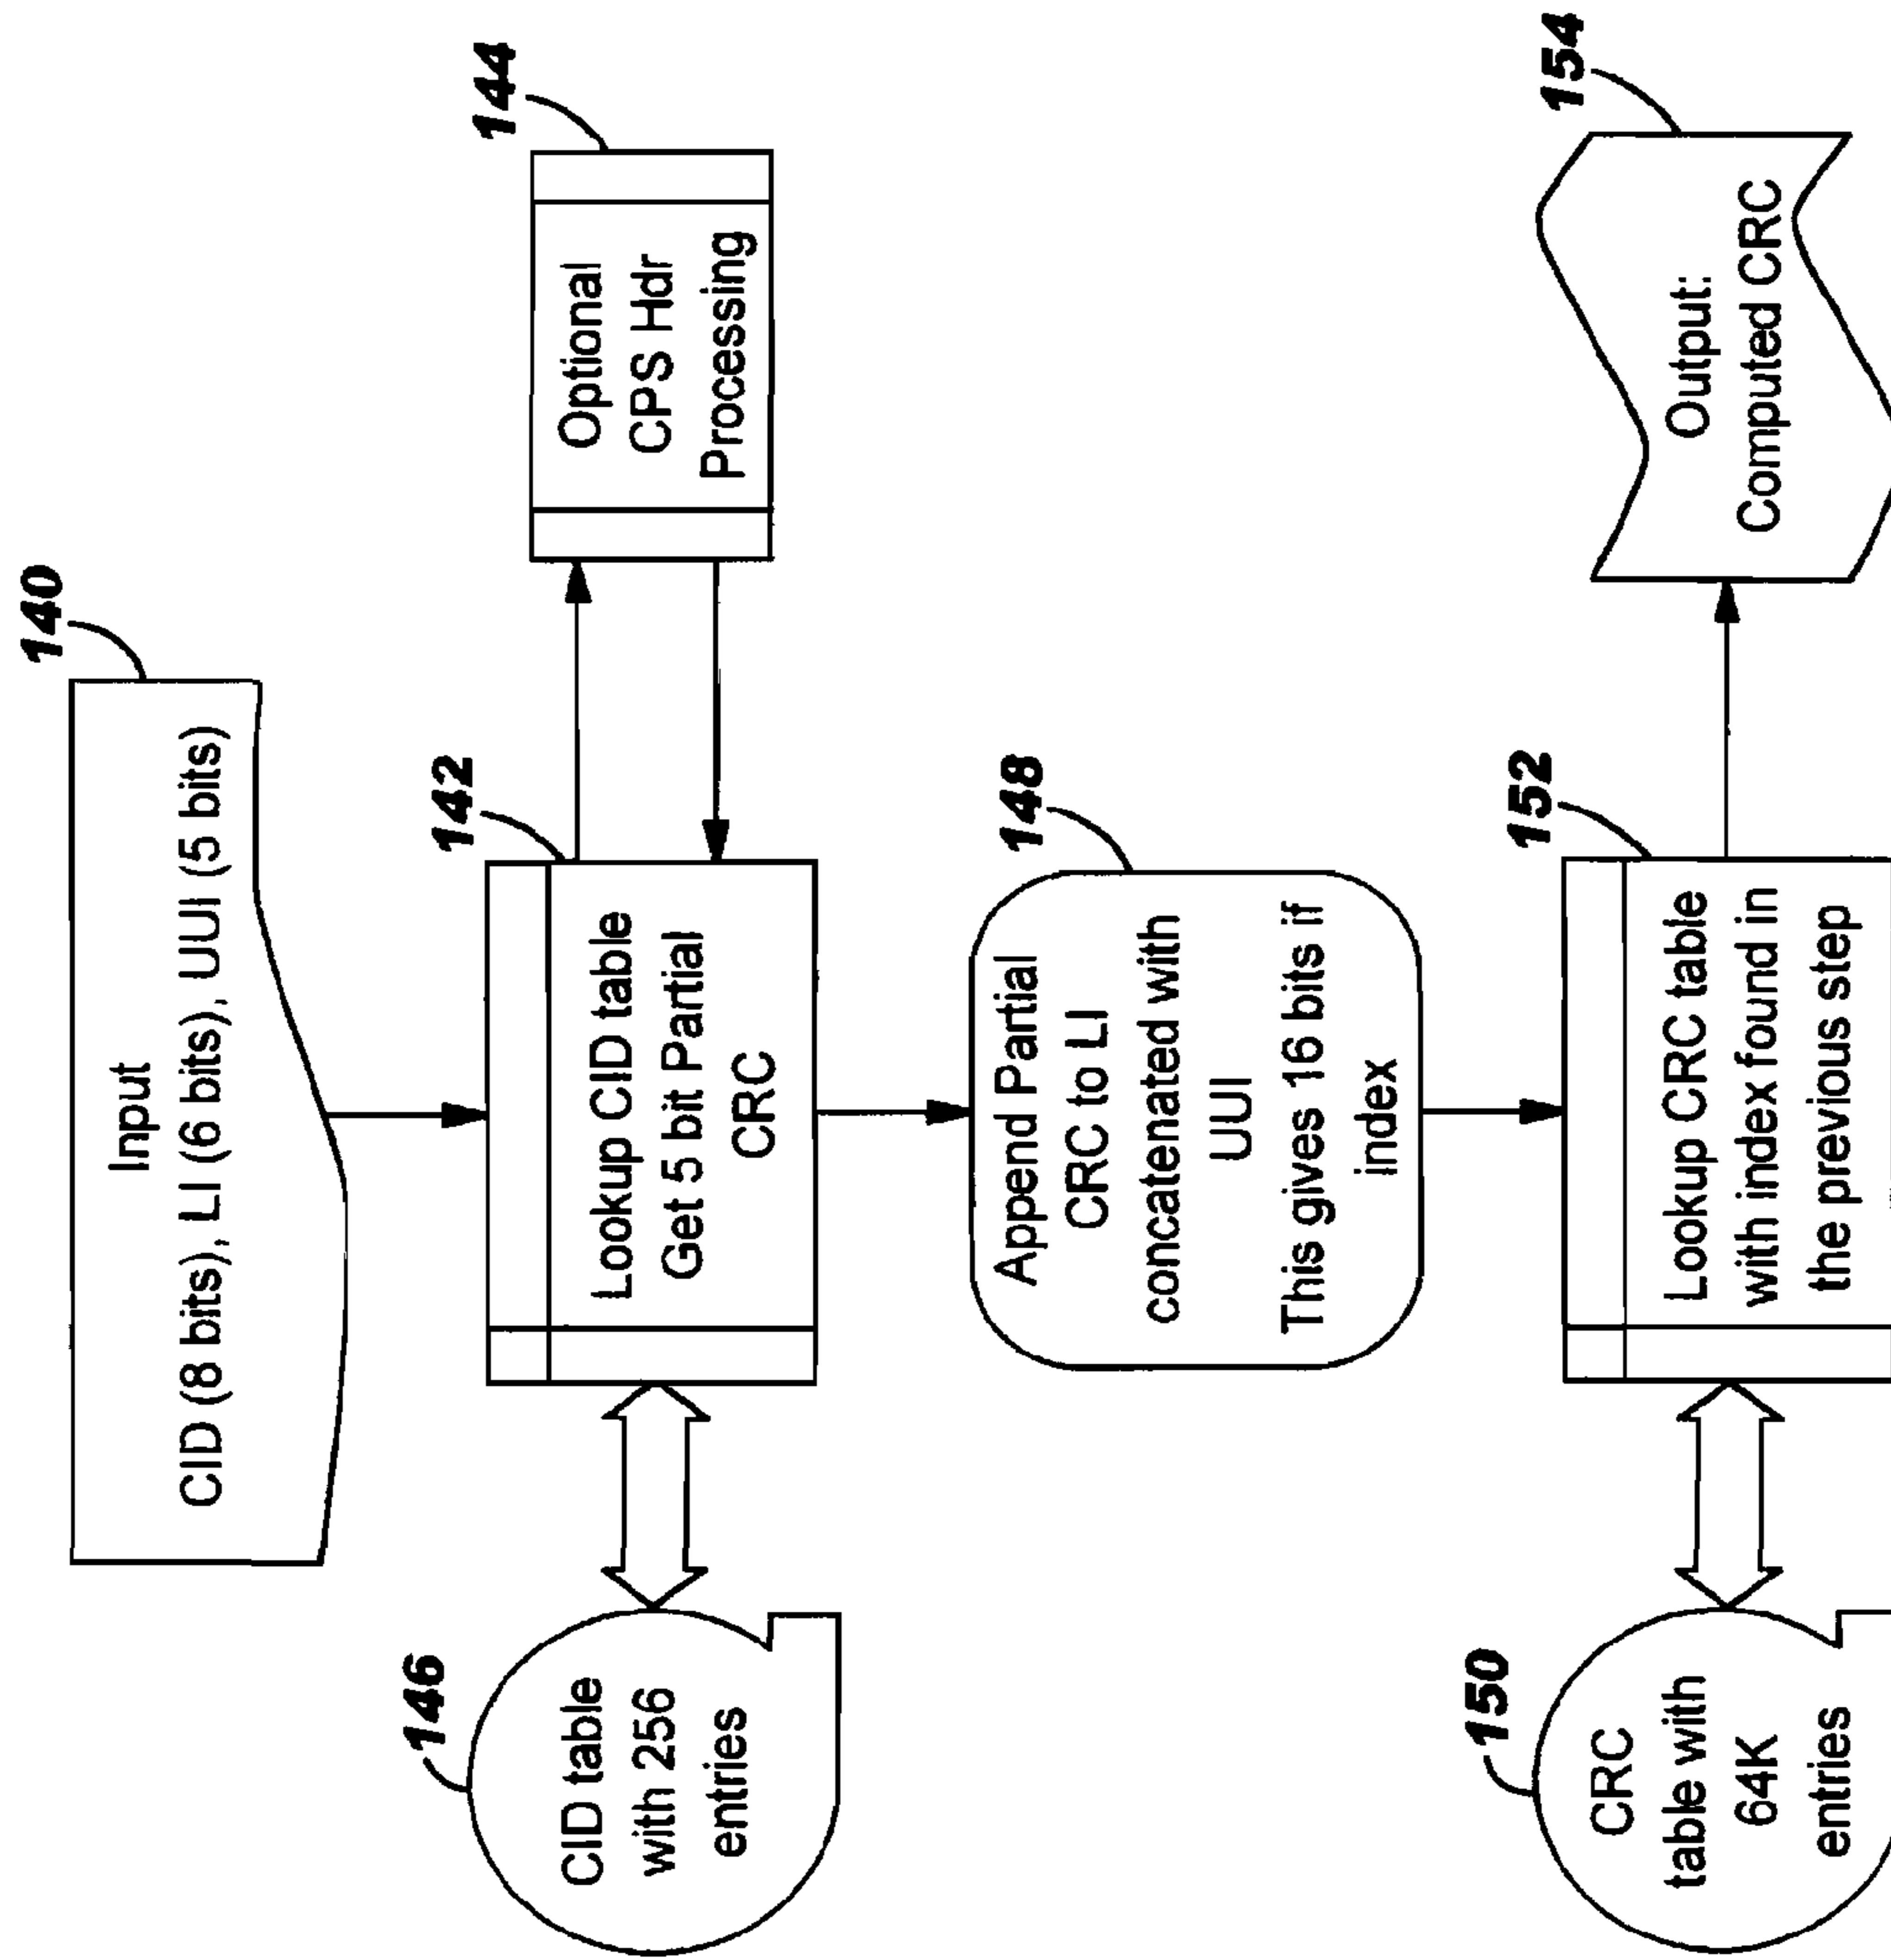 140
Input
CID (8 bits), LI (6 bits), UUI (5 bits)
142
Lookup CID table
Get 5 bit Partial
CRC
144
Optional
CPS Hdr
Processing
146
CID table
with 256
entries
148
Append Partial
CRC to LI
concatenated with
UUI
This gives 16 bits if
index
150
CRC
table with
64K
entries
152
Lookup CRC table
with index found in
the previous step
154
Output:
Computed CRC